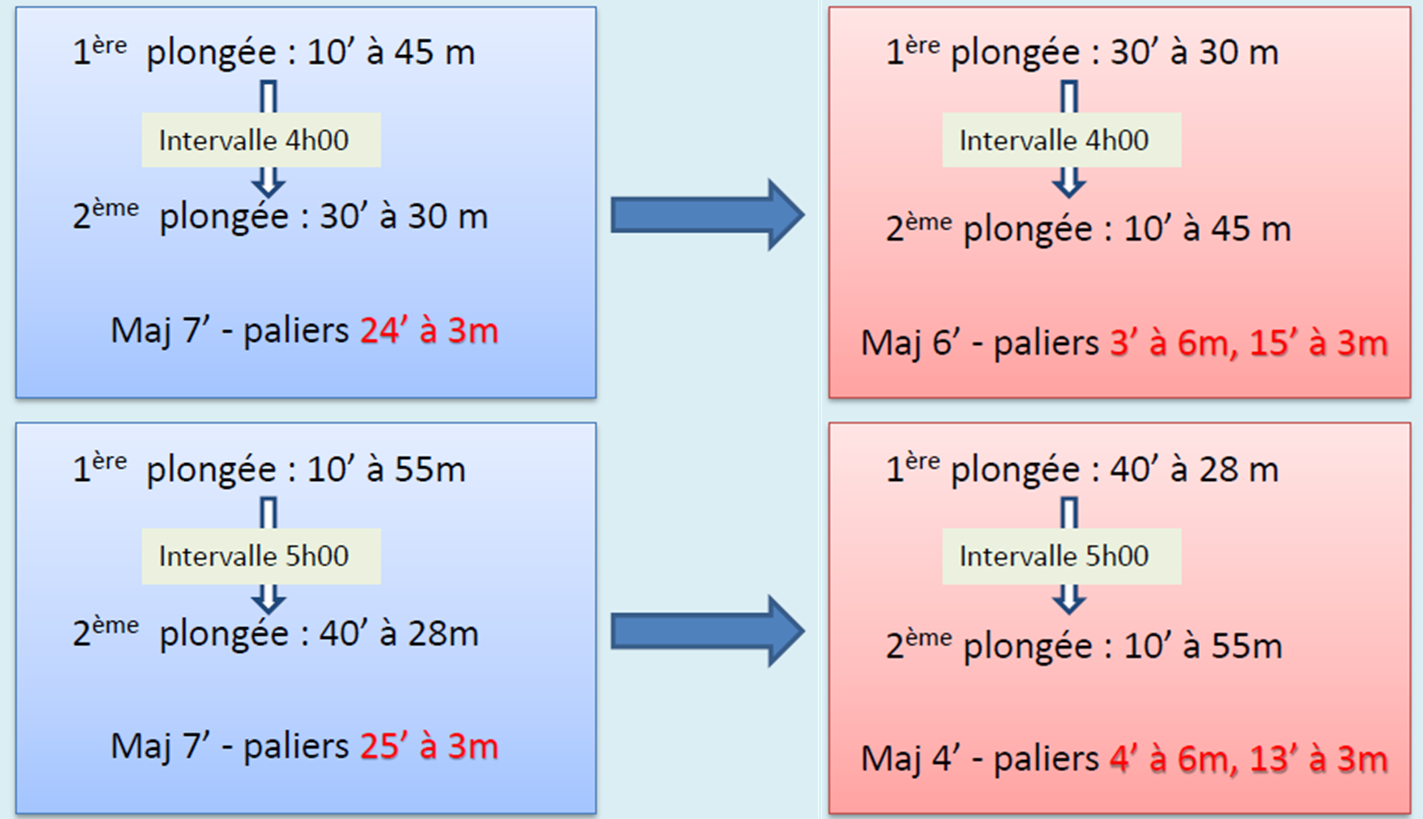 1ère plongée : 10’ à 45 m
Intervalle 4h00
2ème plongée : 30’ à 30 m
Maj 7’ - paliers 24’ à 3m
1ère plongée : 30’ à 30 m
Intervalle 4h00
2ème plongée : 10’ à 45 m
Maj 6’ - paliers 3’ à 6m, 15’ à 3m
1ère plongée : 10’ à 55m
Intervalle 5h00
2ème plongée : 40’ à 28m
Maj 7’ - paliers 25’ à 3m
1ère plongée : 40’ à 28 m
Intervalle 5h00
2ème plongée : 10’ à 55m
Maj 4’ - paliers 4’ à 6m, 13’ à 3m